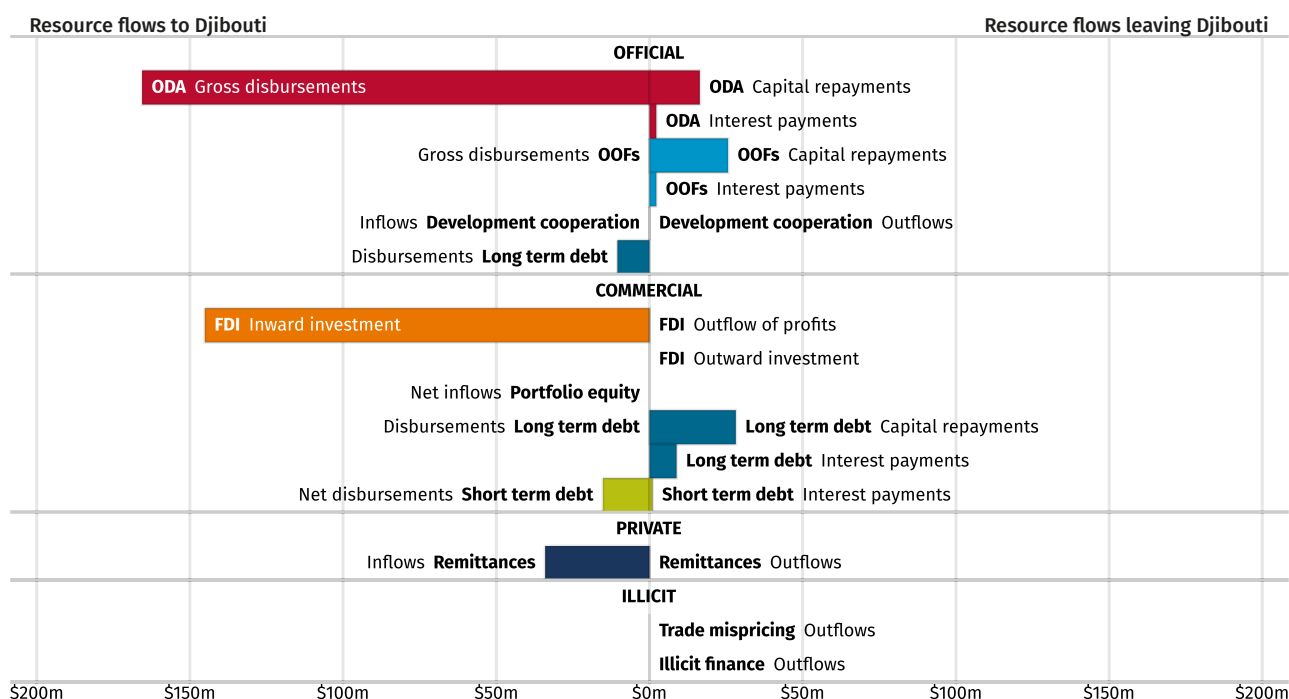 Resource flows to Djibouti Resource flows leaving Djibouti
OFFICIAL
ODA Gross disbursements ODA Capital repayments
ODA Interest payments
Gross disbursements OOFs OOFs Capital repayments
OOFs Interest payments
Inflows Development cooperation Development cooperation Outflows
Disbursements Long term debt
COMMERCIAL
FDI Inward investment FDI Outflow of profits
FDI Outward investment
Net inflows Portfolio equity
Disbursements Long term debt Long term debt Capital repayments
Long term debt Interest payments
Net disbursements Short term debt Short term debt Interest payments
PRIVATE
Inflows Remittances Remittances Outflows
ILLICIT
Trade mispricing Outflows
Illicit finance Outflows
$200m $150m $100m $50m $0m $50m $100m $150m $200m